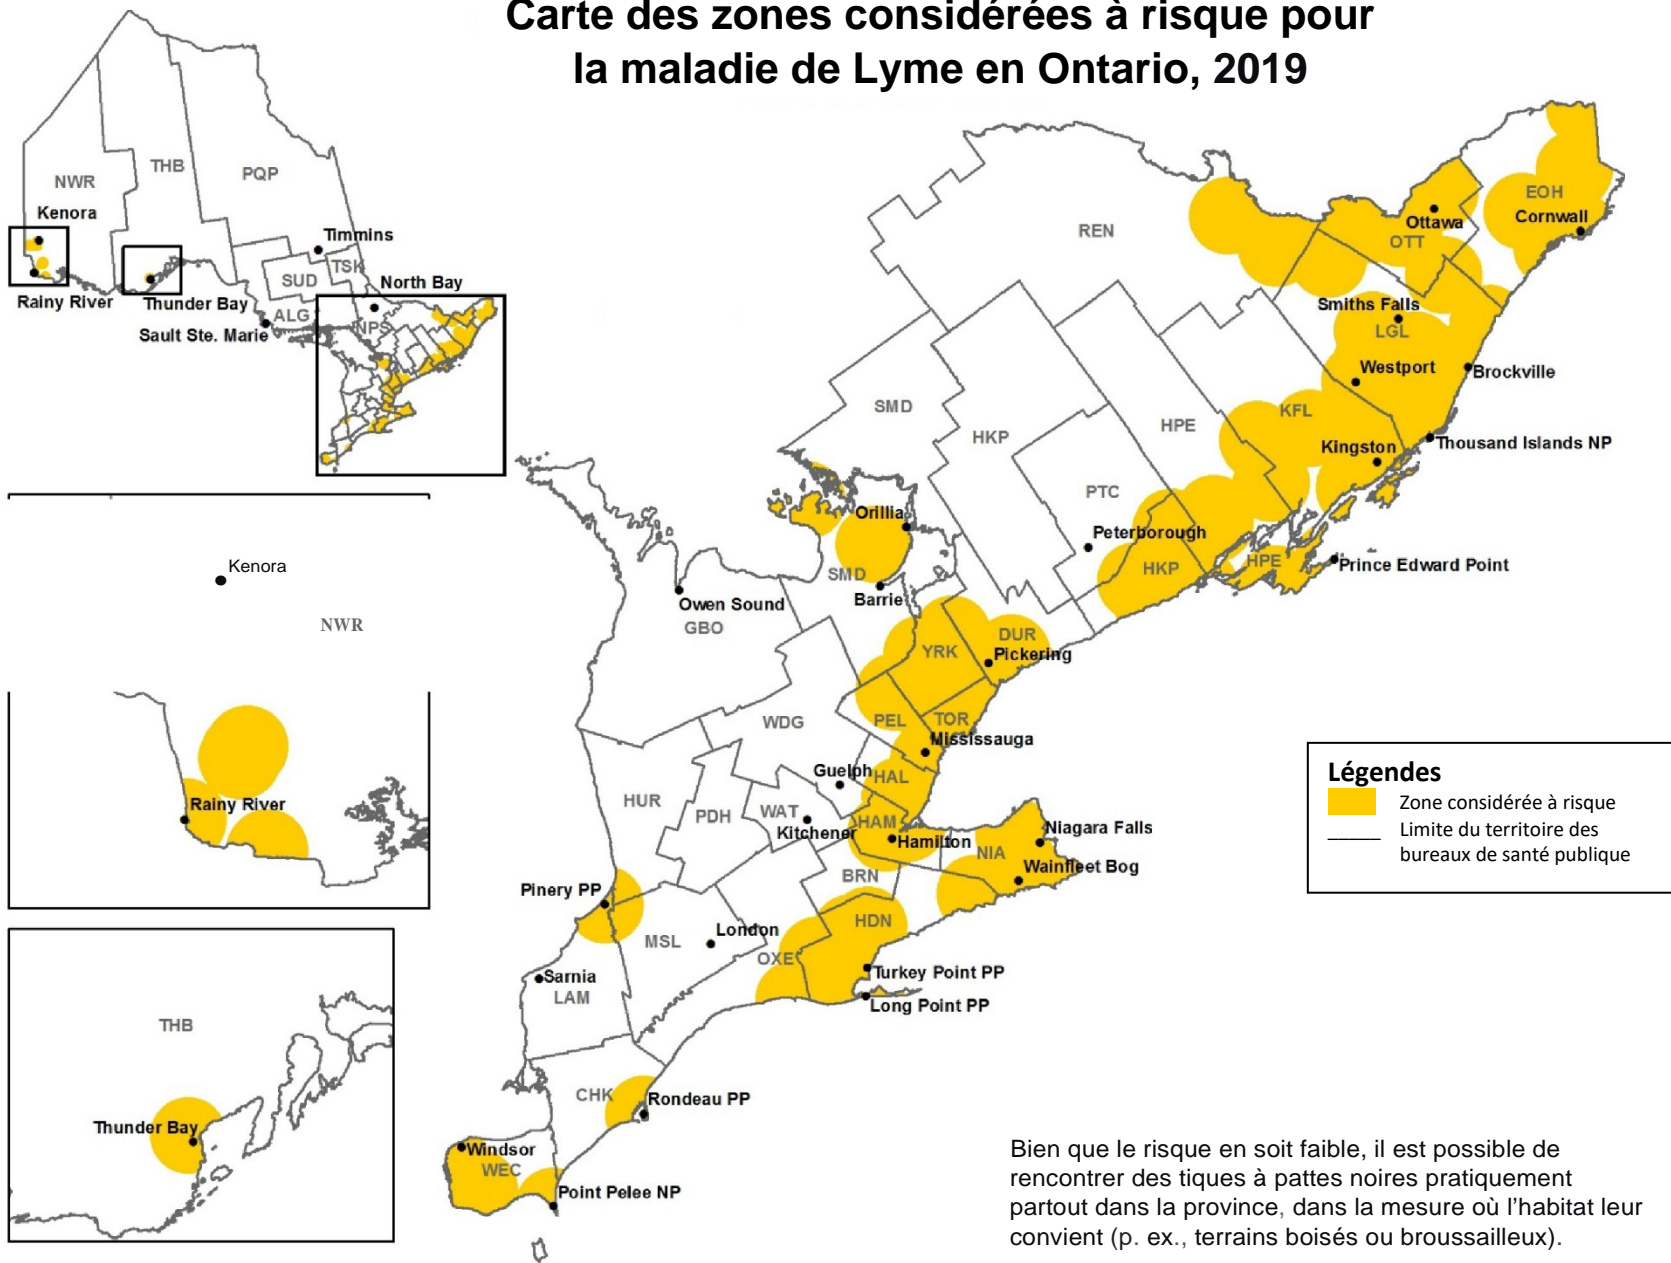 Carte des zones considérées à risque pour
la maladie de Lyme en Ontario, 2019
NWR
THB
PQP
Kenora
Timmins
TSK
SUD
North Bay
Rainy River
Thunder Bay
ALG
NPS
Sault Ste. Marie
Kenora
NWR
Rainy River
THB
Thunder Bay
REN
EOH
Cornwall
Ottawa
OTT
Smiths Falls
LGL
Westport
Brockville
SMD
HKP
HPE
KFL
Kingston
Thousand Islands NP
PTC
Orillia
Peterborough
HKP
HPE
Prince Edward Point
SMD
Barrie
Owen Sound
GBO
DUR
YRK
Pickering
WDG
PEL
TOR
Mississauga
Guelph
HAL
HUR
PDH
WAT
Kitchener
HAM
Hamilton
Niagara Falls
NIA
Wainfleet Bog
BRN
Pinery PP
HDN
MSL
London
OXE
Turkey Point PP
Sarnia
LAM
Long Point PP
CHK
Rondeau PP
Windsor
WEC
Point Pelee NP
Légendes
Zone considérée à risque
Limite du territoire des
bureaux de santé publique
Bien que le risque en soit faible, il est possible de
rencontrer des tiques à pattes noires pratiquement
partout dans la province, dans la mesure où l'habitat leur
convient (p. ex., terrains boisés ou broussailleux).